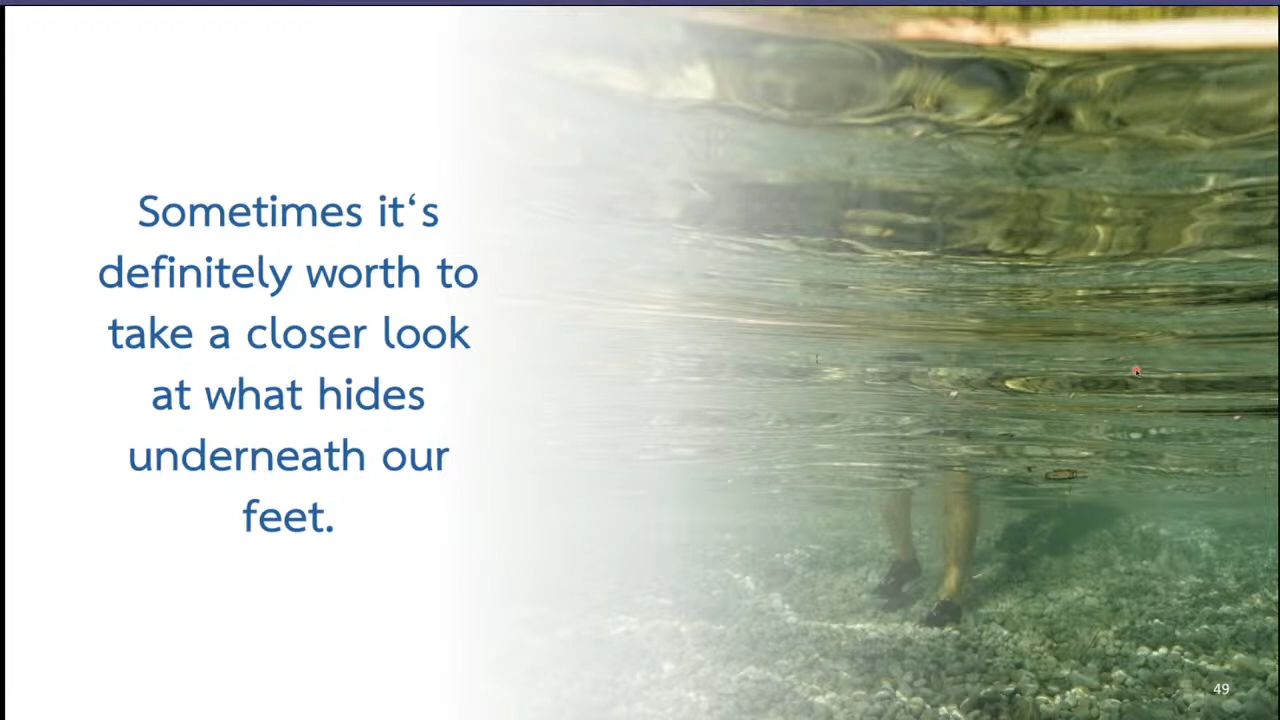 Sometimes it‘s
definitely worth to
take a closer look
at what hides
underneath our
feet.
49